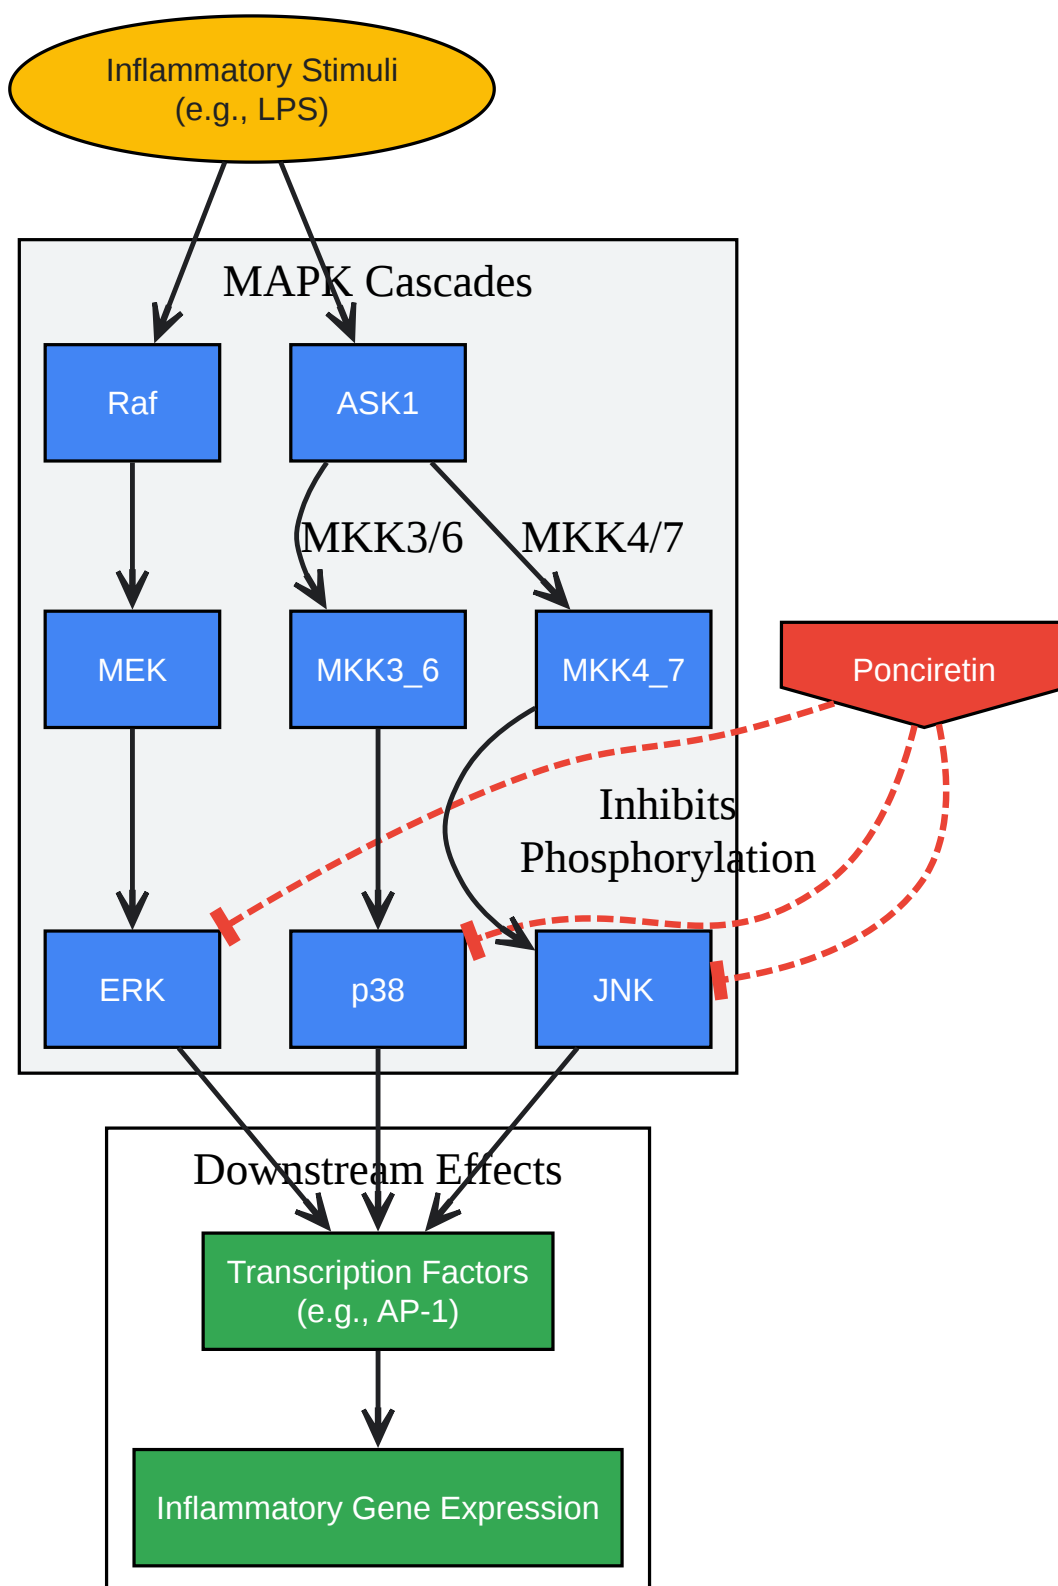 Inflammatory Stimuli
(e.g., LPS)
MAPK Cascades
Raf
ASK1
MKK3/6
MKK4/7
MEK
MKK3_6
MKK4_7
Ponciretin
Inhibits
Phosphorylation
ERK
p38
JNK
Downstream Effects
Transcription Factors
(e.g., AP-1)
Inflammatory Gene Expression